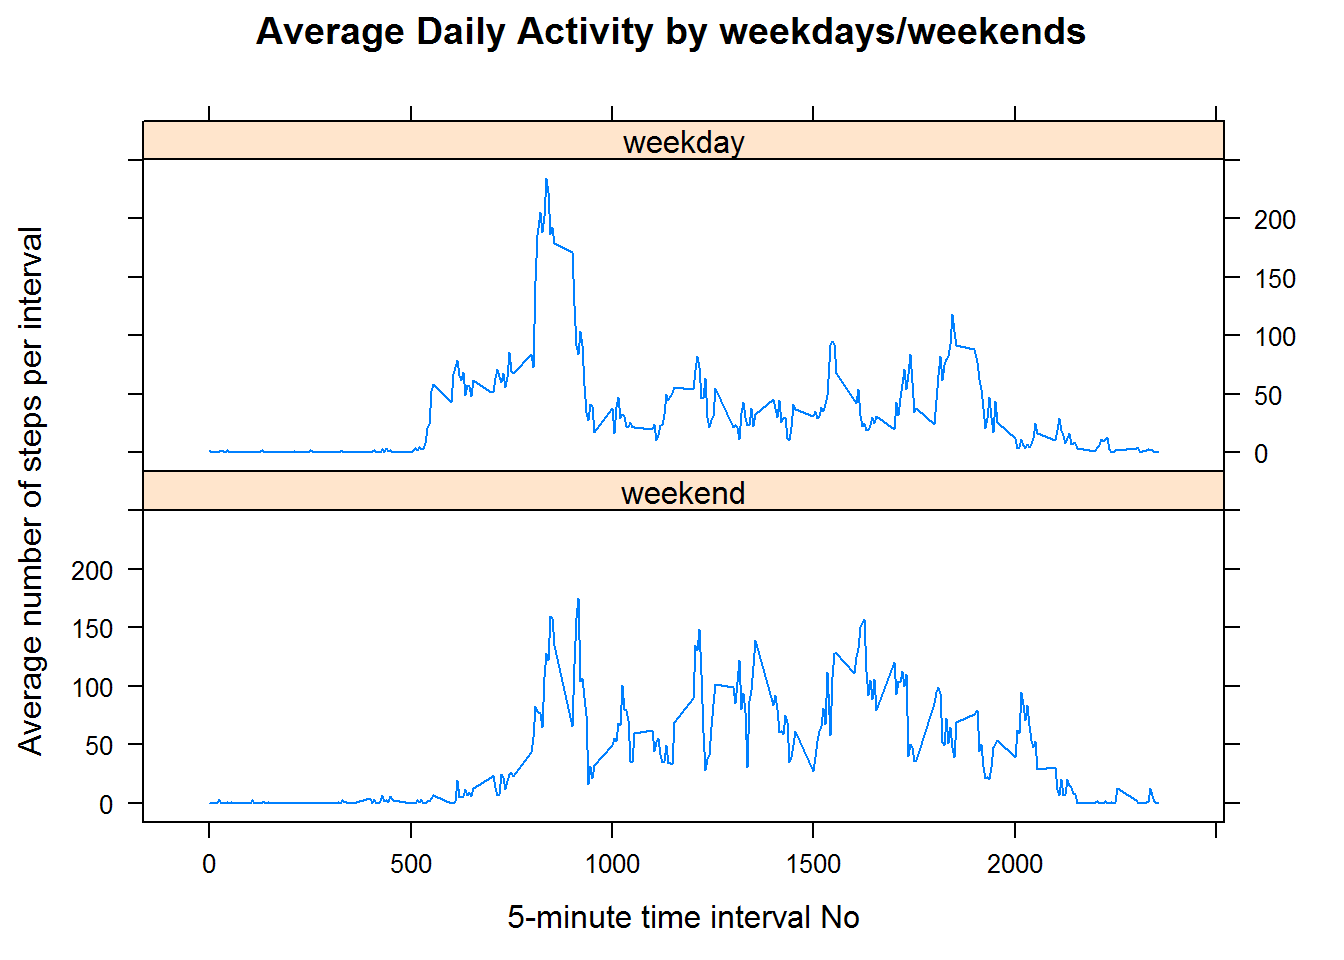 Average Daily Activity by weekdays/weekends
weekday
200
150
100
50
0
weekend
200
150
100
50
0
Average number of steps per interval
0 500 1000 1500 2000
5-minute time interval No